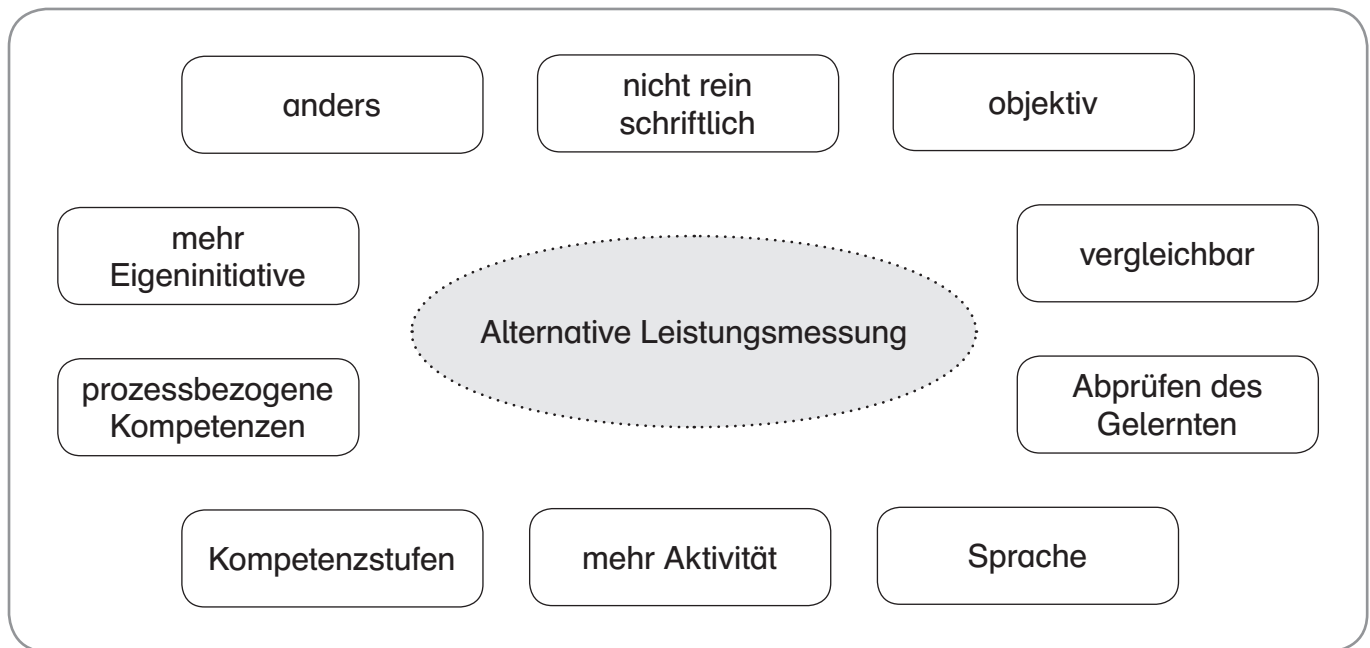 anders
nicht rein
schriftlich
objektiv
mehr
Eigeninitiative
vergleichbar
Alternative Leistungsmessung
prozessbezogene
Kompetenzen
Abprüfen des
Gelernten
Kompetenzstufen
mehr Aktivität
Sprache